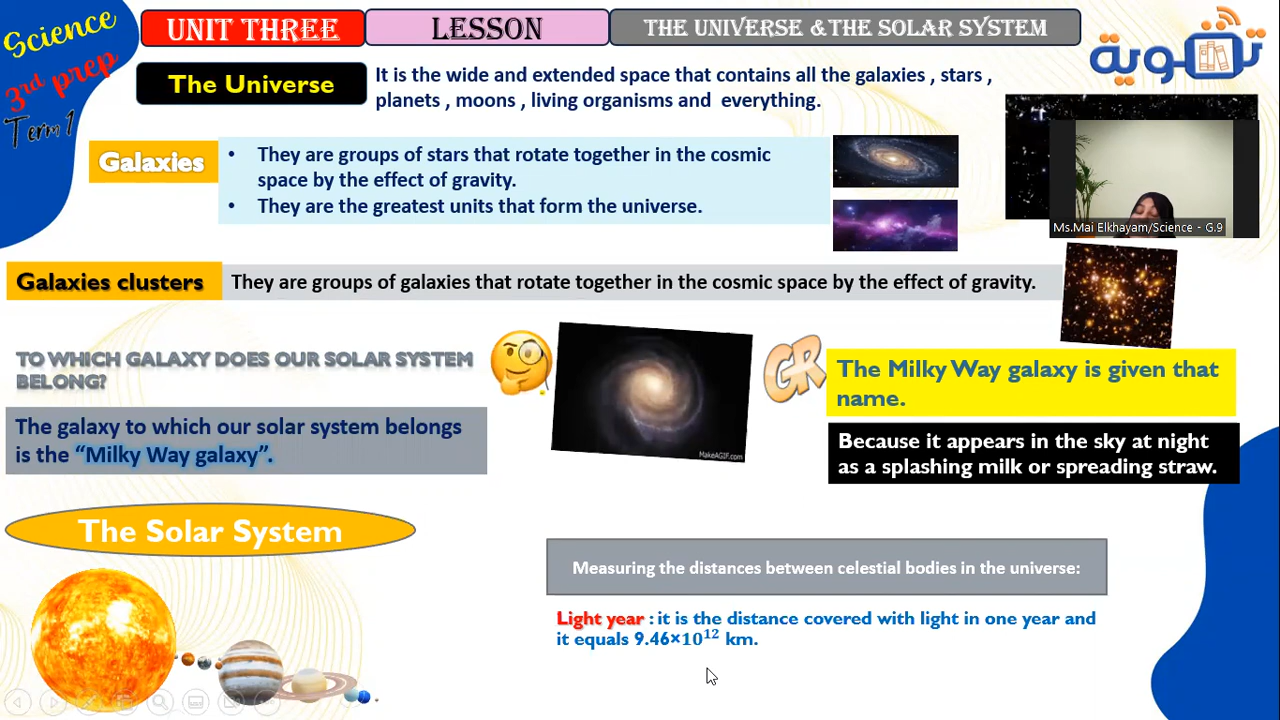 Science
3rd prep
Term 1
UNIT THREE
LESSON
THE UNIVERSE &THE SOLAR SYSTEM
تقوية
The Universe
It is the wide and extended space that contains all the galaxies , stars ,
planets , moons , living organisms and everything.
Galaxies
• They are groups of stars that rotate together in the cosmic
space by the effect of gravity.
• They are the greatest units that form the universe.
Ms.Mai Elkhayam/Science - G.9
Galaxies clusters
They are groups of galaxies that rotate together in the cosmic space by the effect of gravity.
TO WHICH GALAXY DOES OUR SOLAR SYSTEM
BELONG?
The galaxy to which our solar system belongs
is the “Milky Way galaxy”.
MakeAGIF.com
GR
The Milky Way galaxy is given that
name.
Because it appears in the sky at night
as a splashing milk or spreading straw.
The Solar System
Measuring the distances between celestial bodies in the universe:
Light year : it is the distance covered with light in one year and
it equals 9.46×10¹² km.